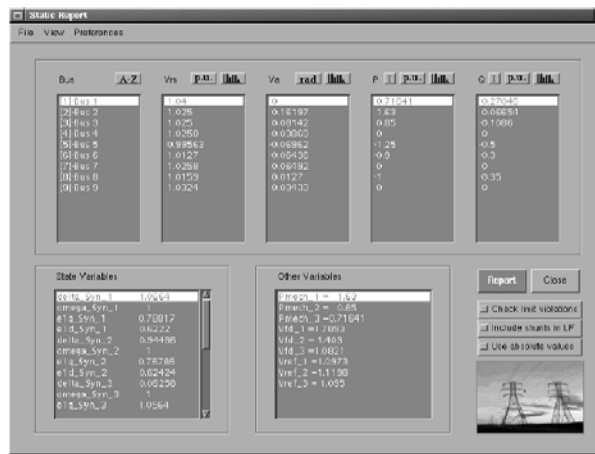 Static Report
File View Preferences
Bus A-Z Vm p.u. Va rad P I p.u. Q I p.u.
[1]-Bus 1 1.04 0 0.71641 0.27046
[2]-Bus 2 1.025 0.16197 1.63 0.06654
[3]-Bus 3 1.025 0.08142 0.85 -0.1086
[4]-Bus 4 1.0258 -0.03869 0 0
[5]-Bus 5 0.99563 -0.06962 -1.25 -0.5
[6]-Bus 6 1.0127 -0.06436 -0.9 -0.3
[7]-Bus 7 1.0258 0.06492 0 0
[8]-Bus 8 1.0159 0.0127 -1 -0.35
[9]-Bus 9 1.0324 0.03433 0 0
State Variables
delta_Syn_1 1.0664
omega_Syn_1
e1q_Syn_1 0.78817
e1d_Syn_1 0.6222
delta_Syn_2 0.94486
omega_Syn_2 1
e1q_Syn_2 0.76786
e1d_Syn_2 0.62424
delta_Syn_3 0.06258
omega_Syn_3 1
e1q_Syn_3 1.0564
Other Variables
Pmech_1 = 1.63
Pmech_2 = 0.85
Pmech_3 =0.71641
Vfd_1 =1.7893
Vfd_2 = 1.403
Vfd_3 =1.0821
Vref_1 =1.0973
Vref_2 =1.1198
Vref_3 = 1.095
Report Close
Check limit violations
Include shunts in LF
Use absolute values